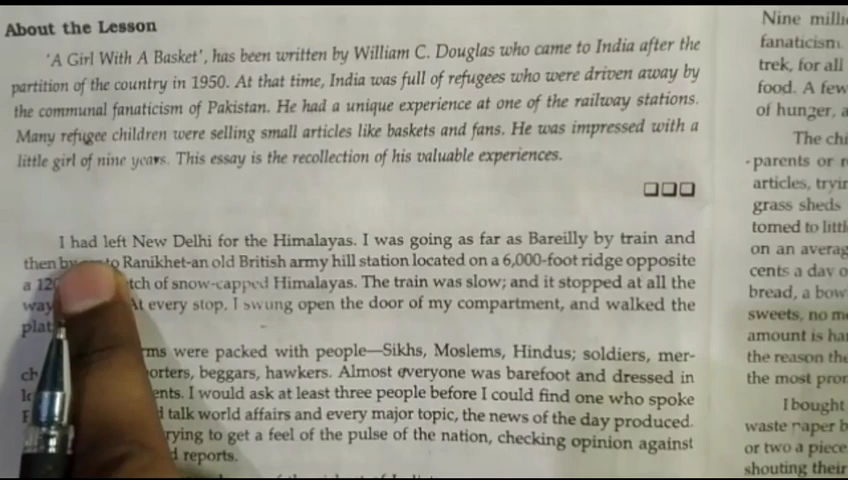 About the Lesson
'A Girl With A Basket', has been written by William C. Douglas who came to India after the
partition of the country in 1950. At that time, India was full of refugees who were driven away by
the communal fanaticism of Pakistan. He had a unique experience at one of the railway stations.
Many refugee children were selling small articles like baskets and fans. He was impressed with a
little girl of nine years. This essay is the recollection of his valuable experiences.
I had left New Delhi for the Himalayas. I was going as far as Bareilly by train and
then by to Ranikhet-an old British army hill station located on a 6,000-foot ridge opposite
a of snow-capped Himalayas. The train was slow; and it stopped at all the
way At every stop, I swung open the door of my compartment, and walked the
plat
were packed with people—Sikhs, Moslems, Hindus; soldiers, mer-
ch orters, beggars, hawkers. Almost everyone was barefoot and dressed in
ents. I would ask at least three people before I could find one who spoke
talk world affairs and every major topic, the news of the day produced.
rying to get a feel of the pulse of the nation, checking opinion against
reports.
Nine milli
fanaticism.
trek, for all
food. A few
of hunger, a
The chi
parents or r
articles, tryin
grass sheds
tomed to littl
on an averag
cents a day o
bread, a bow
sweets, no m
amount is ha
the reason the
the most pro
I bought
waste paper b
or two a piece
shouting their